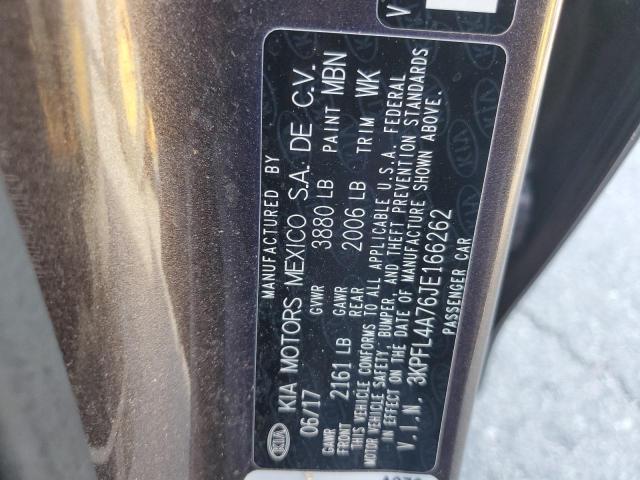 MANUFACTURED BY
KIA KIA MOTORS MEXICO S.A. DE C.V.
06/17 GVWR 3880 LB PAINT MBN
GAWR FRONT 2161 LB GAWR REAR 2006 LB TRIM WK
THIS VEHICLE CONFORMS TO ALL APPLICABLE U.S.A. FEDERAL
MOTOR VEHICLE SAFETY, BUMPER, AND THEFT PREVENTION STANDARDS
IN EFFECT ON THE DATE OF MANUFACTURE SHOWN ABOVE.
V.I.N. 3KPFL4A76JE166262
PASSENGER CAR
V